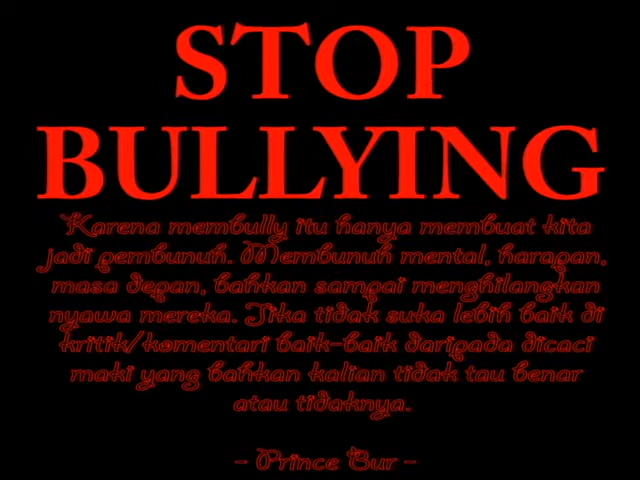 STOP
BULLYING
"Karena membully itu hanya membuat kita
jadi pembunuh. Membunuh mental, harapan,
masa depan, bahkan sampai menghilangkan
nyawa mereka. Jika tidak suka lebih baik di
kritik/komentari baik-baik daripada dicaci
maki yang bahkan kalian tidak tau benar
atau tidaknya.
- Prince Bur -